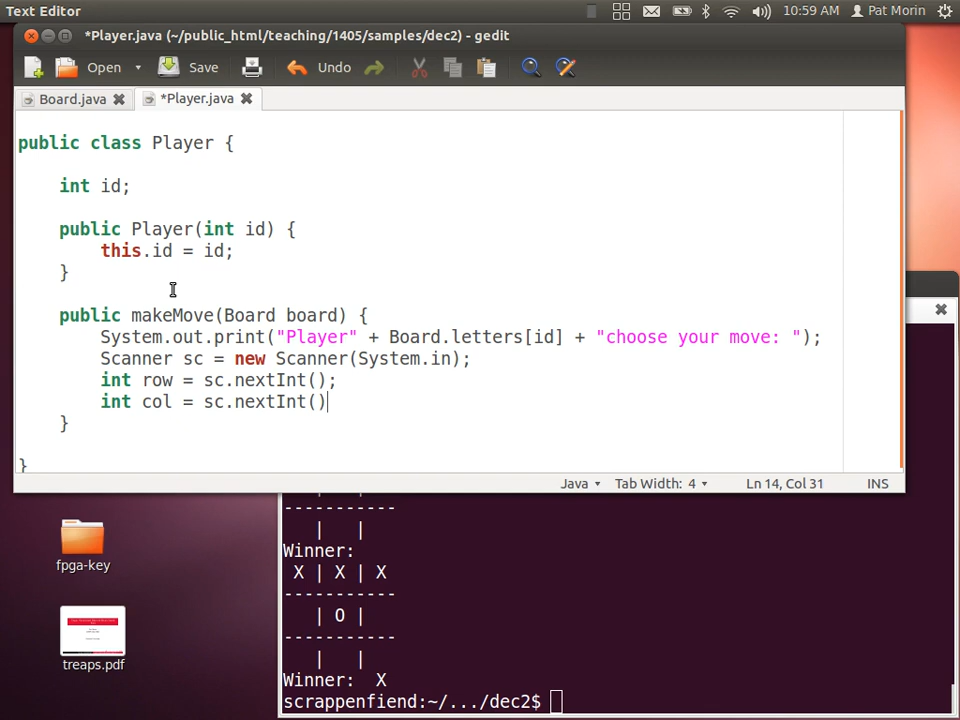 Text Editor
10:59 AM
Pat Morin
*Player.java (~/public_html/teaching/1405/samples/dec2) - gedit
Open
Save
Undo
Board.java
*Player.java
public class Player {
int id;
public Player(int id) {
this.id = id;
}
public makeMove(Board board) {
System.out.print("Player" + Board.letters[id] + "choose your move: ");
Scanner sc = new Scanner(System.in);
int row = sc.nextInt();
int col = sc.nextInt()
}
}
Java
Tab Width: 4
Ln 14, Col 31
INS
-----------
| |
Winner:
X | X | X
-----------
| O |
-----------
| |
Winner: X
scrappenfiend:~/.../dec2$
fpga-key
treaps.pdf